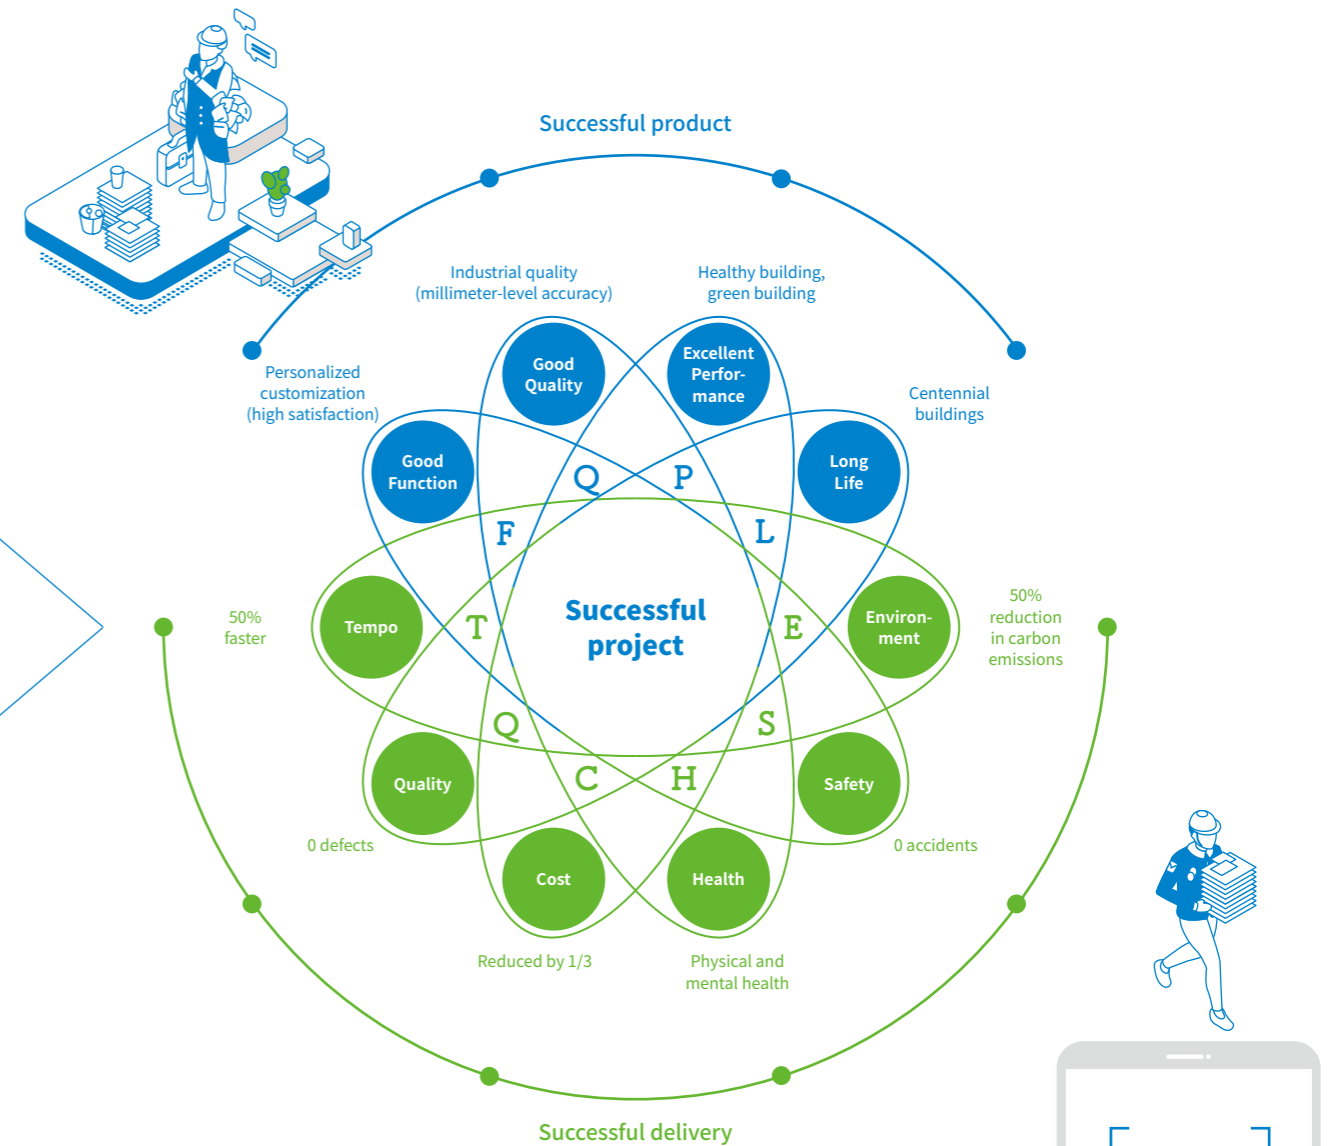 Successful product
Industrial quality
(millimeter-level accuracy)
Healthy building,
green building
Personalized
customization
(high satisfaction)
Centennial
buildings
Good
Quality
Excellent
Perfor-
mance
Good
Function
Long
Life
Q
P
F
L
50%
faster
Tempo
T
Successful
project
E
Environ-
ment
50%
reduction
in carbon
emissions
Q
S
C
H
Quality
Safety
0 defects
0 accidents
Cost
Health
Reduced by 1/3
Physical and
mental health
Successful delivery